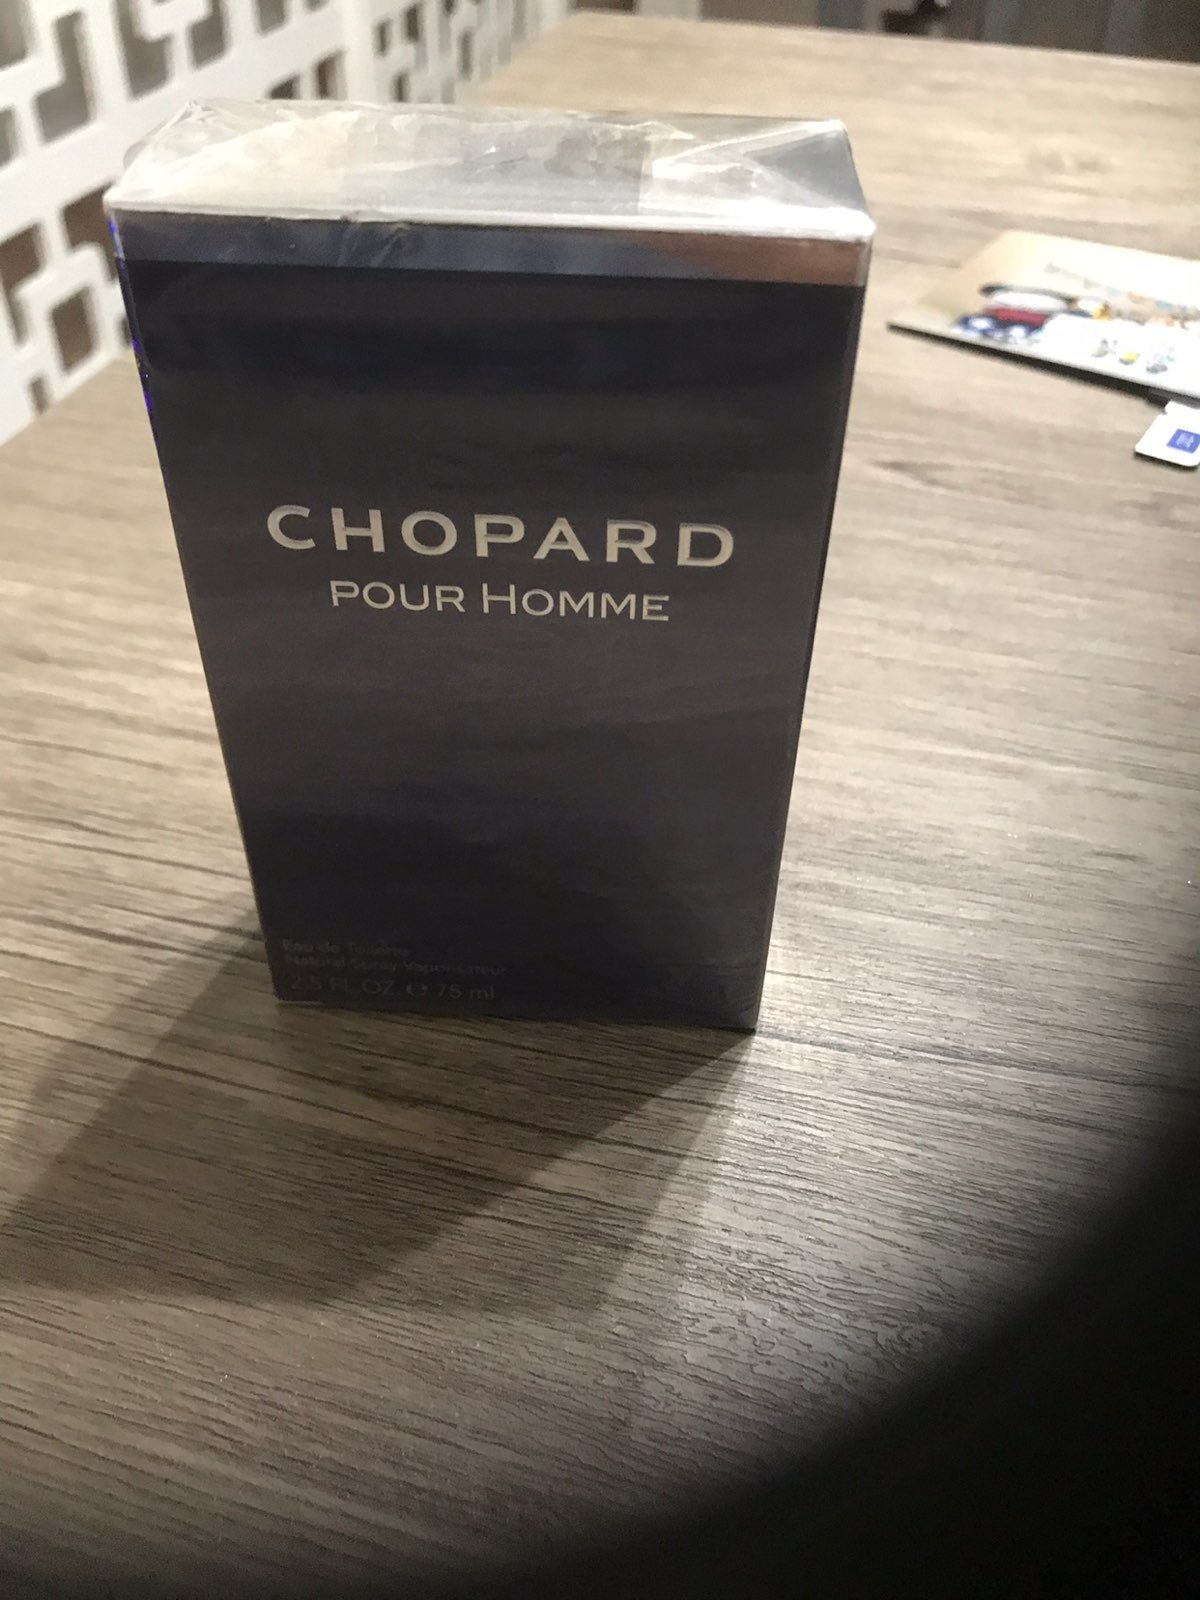 CHOPARD
POUR HOMME
Eau de Toilette
Natural Spray Vaporisateur
2.5 FL.OZ. ℮ 75 ml